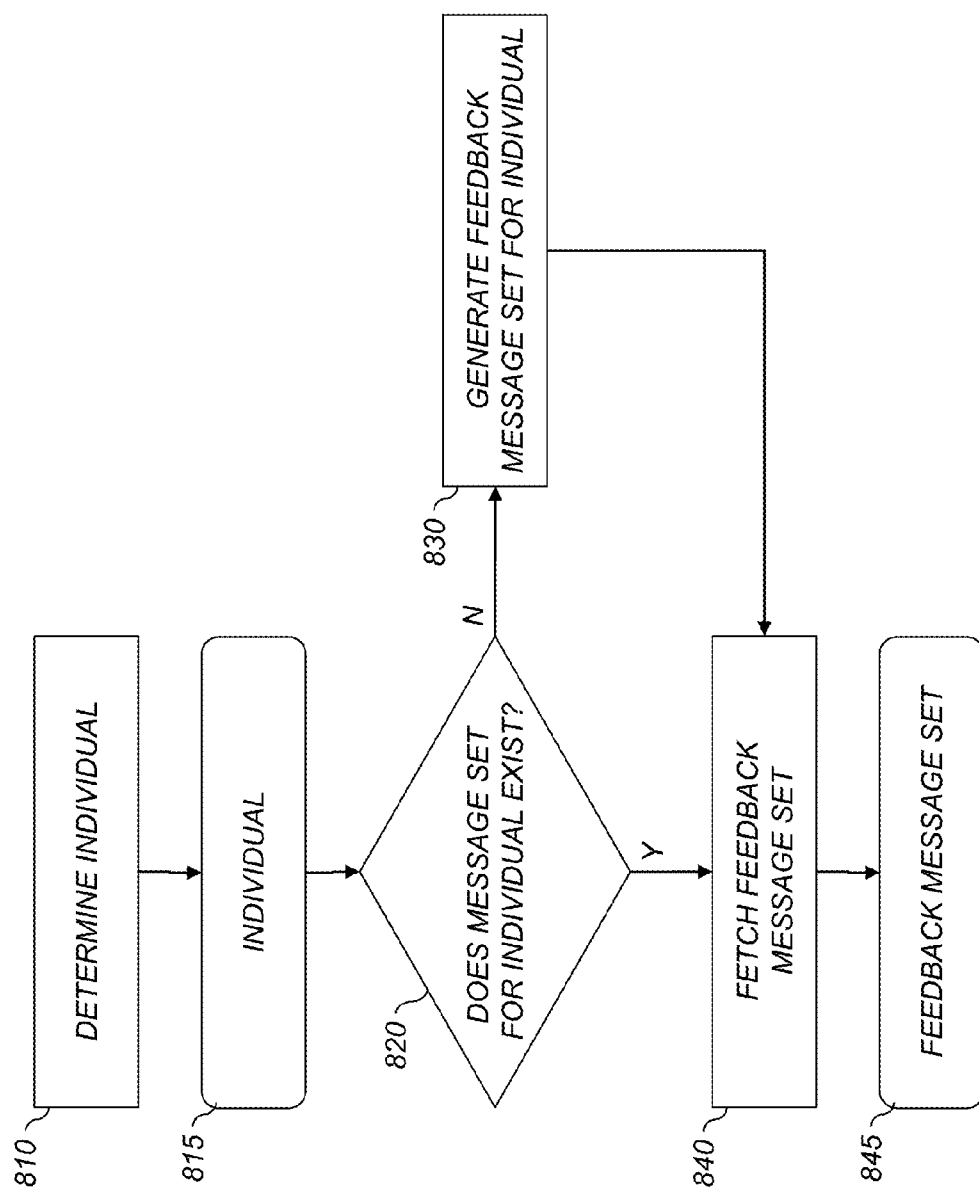 810
DETERMINE INDIVIDUAL
815
INDIVIDUAL
820
DOES MESSAGE SET
FOR INDIVIDUAL EXIST?
N
830
GENERATE FEEDBACK
MESSAGE SET FOR INDIVIDUAL
Y
840
FETCH FEEDBACK
MESSAGE SET
845
FEEDBACK MESSAGE SET